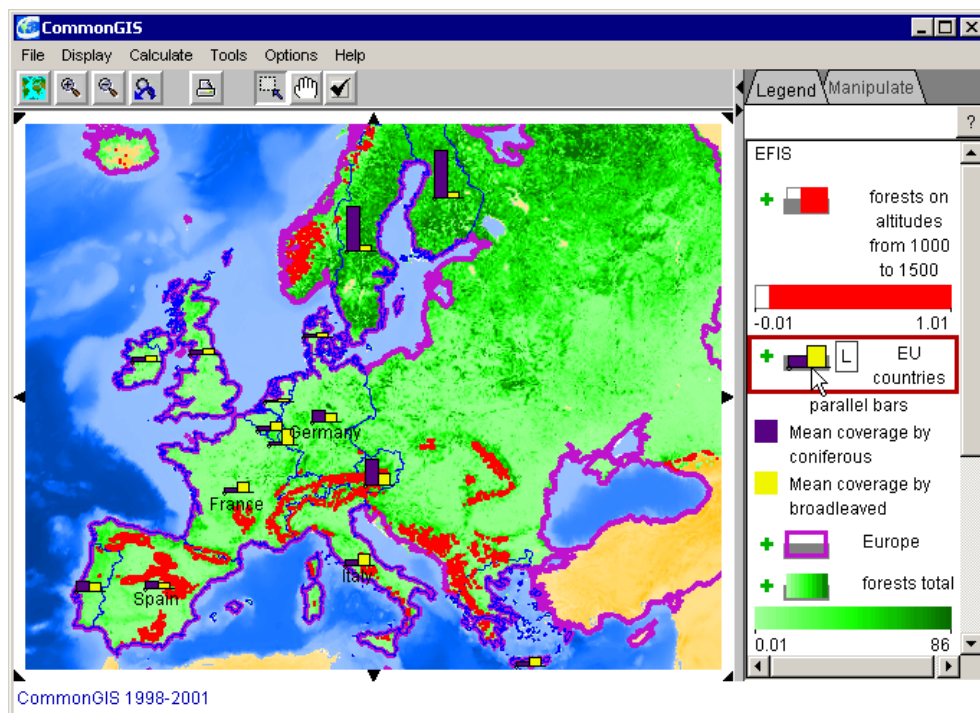 CommonGIS
File Display Calculate Tools Options Help
Legend Manipulate
?
EFIS
forests on
altitudes
from 1000
to 1500
-0.01 1.01
L EU
countries
parallel bars
Mean coverage by
coniferous
Mean coverage by
broadleaved
Europe
forests total
0.01 86
Germany
France
Italy
Spain
CommonGIS 1998-2001